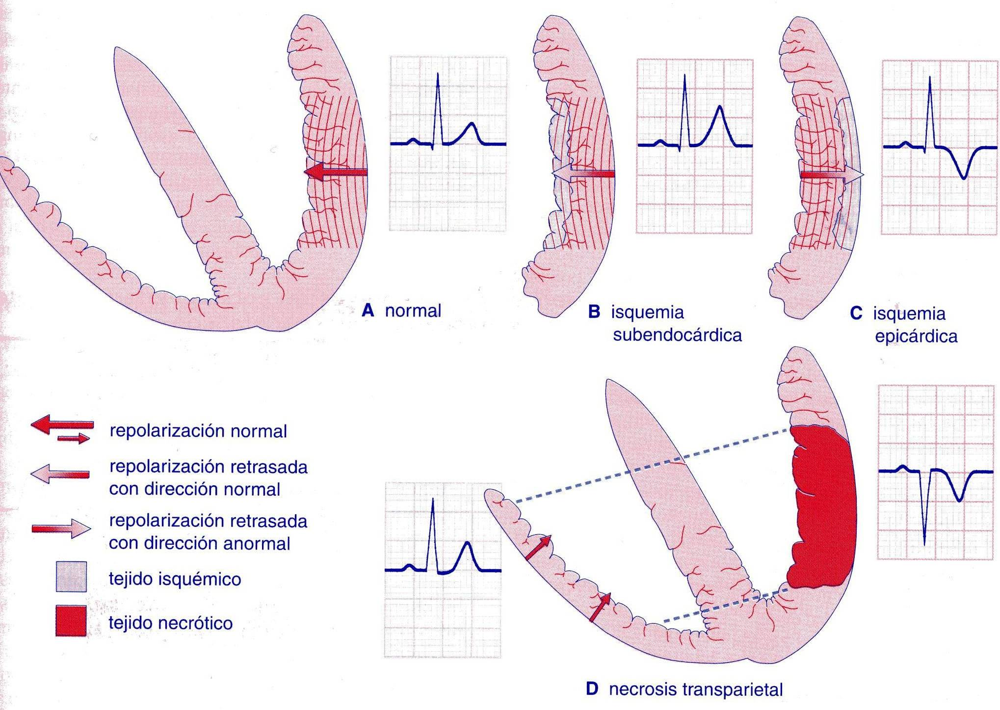 A normal
B isquemia
subendocárdica
C isquemia
epicárdica
repolarización normal
repolarización retrasada
con dirección normal
repolarización retrasada
con dirección anormal
tejido isquémico
tejido necrótico
D necrosis transparietal